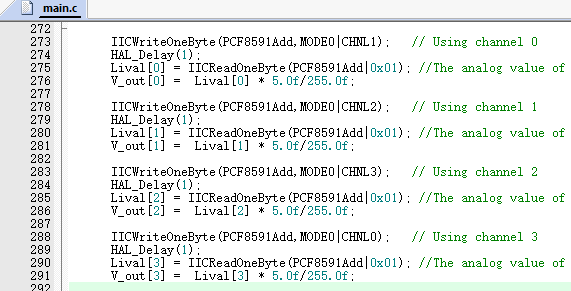 main.c
272
273 IICWriteOneByte(PCF8591Add,MODE0|CHNL1); // Using channel 0
274 HAL_Delay(1);
275 Lival[0] = IICReadOneByte(PCF8591Add|0x01); //The analog value of
276 V_out[0] = Lival[0] * 5.0f/255.0f;
277
278 IICWriteOneByte(PCF8591Add,MODE0|CHNL2); // Using channel 1
279 HAL_Delay(1);
280 Lival[1] = IICReadOneByte(PCF8591Add|0x01); //The analog value of
281 V_out[1] = Lival[1] * 5.0f/255.0f;
282
283 IICWriteOneByte(PCF8591Add,MODE0|CHNL3); // Using channel 2
284 HAL_Delay(1);
285 Lival[2] = IICReadOneByte(PCF8591Add|0x01); //The analog value of
286 V_out[2] = Lival[2] * 5.0f/255.0f;
287
288 IICWriteOneByte(PCF8591Add,MODE0|CHNL0); // Using channel 3
289 HAL_Delay(1);
290 Lival[3] = IICReadOneByte(PCF8591Add|0x01); //The analog value of
291 V_out[3] = Lival[3] * 5.0f/255.0f;
292